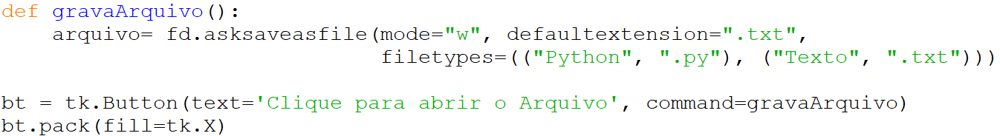 def gravaArquivo():
    arquivo= fd.asksaveasfile(mode="w", defaultextension=".txt",
                              filetypes=(("Python", ".py"), ("Texto", ".txt")))

bt = tk.Button(text='Clique para abrir o Arquivo', command=gravaArquivo)
bt.pack(fill=tk.X)